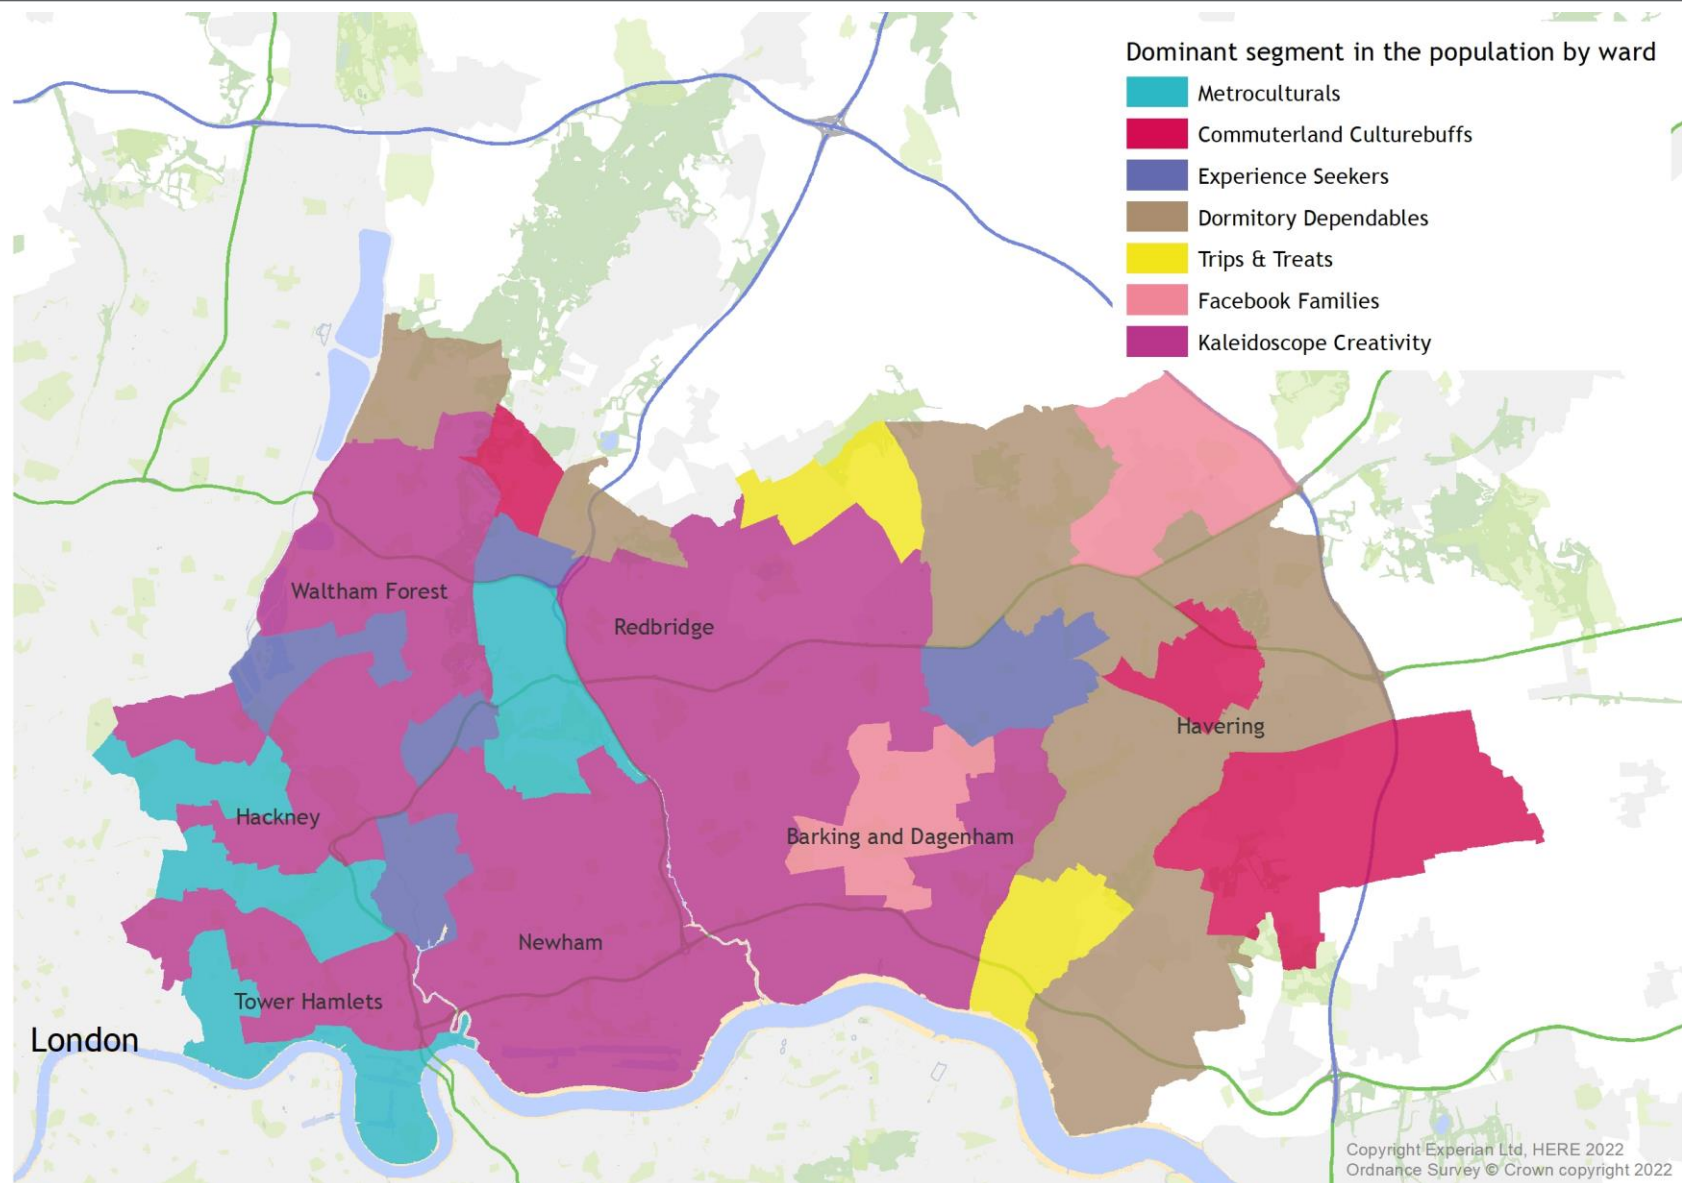 Dominant segment in the population by ward
Metroculturals
Commuterland Culturebuffs
Experience Seekers
Dormitory Dependables
Trips & Treats
Facebook Families
Kaleidoscope Creativity
Waltham Forest
Redbridge
Havering
Hackney
Barking and Dagenham
Newham
Tower Hamlets
London
Copyright Experian Ltd, HERE 2022
Ordnance Survey © Crown copyright 2022